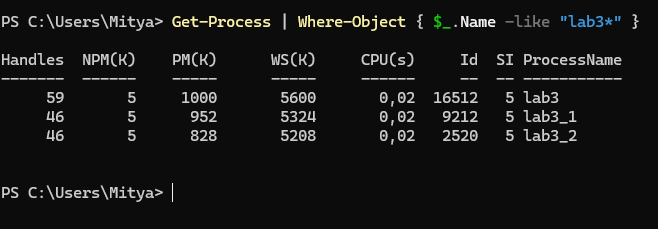 PS C:\Users\Mitya> Get-Process | Where-Object { $_.Name -like "lab3*" }
Handles  NPM(K)    PM(K)      WS(K)     CPU(s)     Id  SI ProcessName
-------  ------    -----      -----     ------     --  -- -----------
     59       5     1000       5600       0,02  16512   5 lab3
     46       5      952       5324       0,02   9212   5 lab3_1
     46       5      828       5208       0,02   2520   5 lab3_2
PS C:\Users\Mitya>